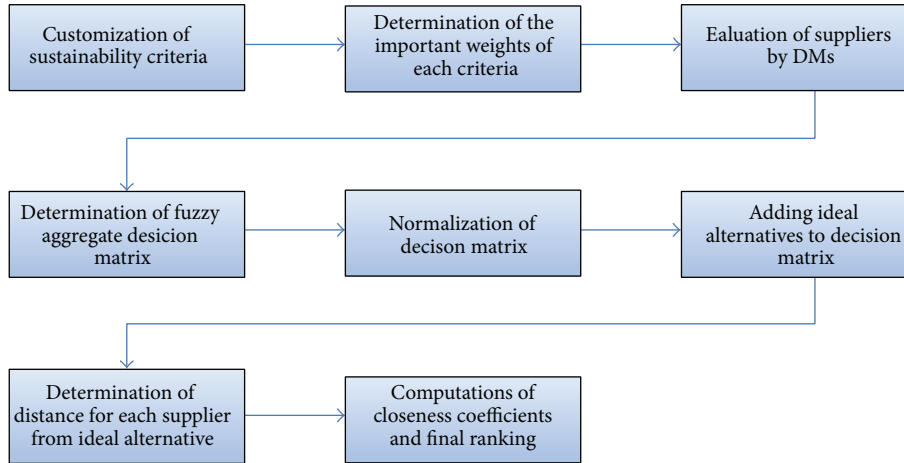 Customization of
sustainability criteria
Determination of the
important weights of
each criteria
Ealuation of suppliers
by DMs
Determination of fuzzy
aggregate desicion
matrix
Normalization of
decison matrix
Adding ideal
alternatives to decision
matrix
Determination of
distance for each supplier
from ideal alternative
Computations of
closeness coefficients
and final ranking